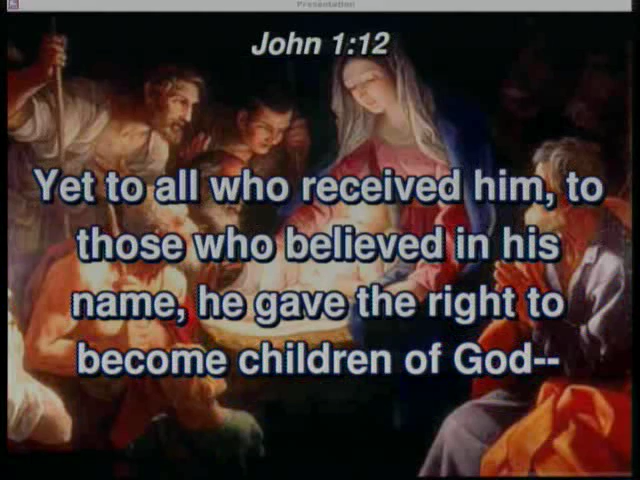 Presentation
John 1:12
Yet to all who received him, to
those who believed in his
name, he gave the right to
become children of God--